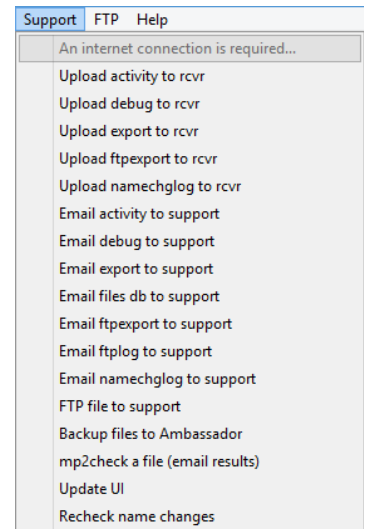 Support FTP Help
An internet connection is required...
Upload activity to rcvr
Upload debug to rcvr
Upload export to rcvr
Upload ftpexport to rcvr
Upload namechglog to rcvr
Email activity to support
Email debug to support
Email export to support
Email files db to support
Email ftpexport to support
Email ftplog to support
Email namechglog to support
FTP file to support
Backup files to Ambassador
mp2check a file (email results)
Update UI
Recheck name changes